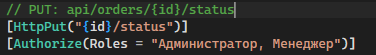 // PUT: api/orders/{id}/status
[HttpPut("{id}/status")]
[Authorize(Roles = "Администратор, Менеджер")]